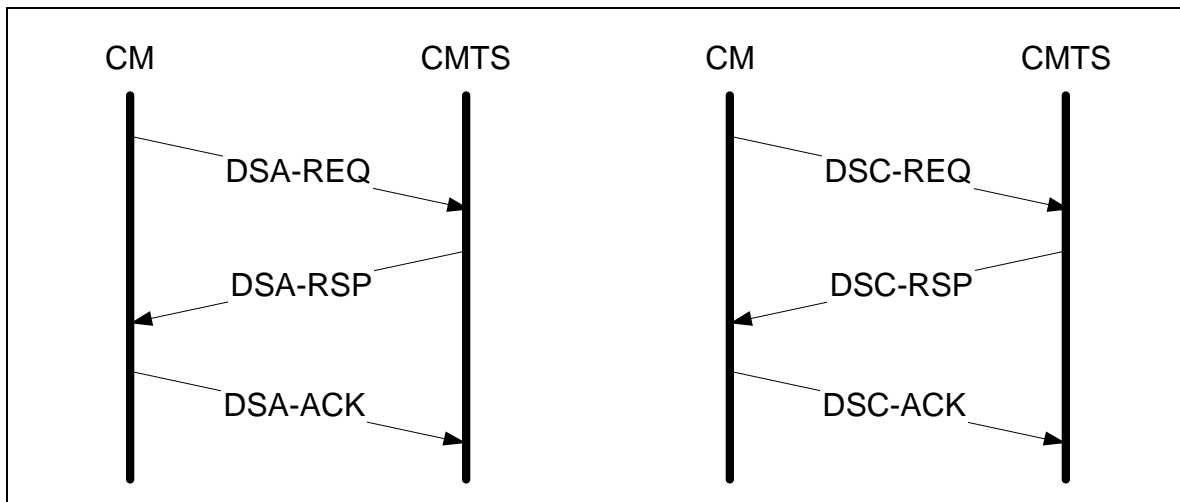 CM CMTS CM CMTS
DSA-REQ DSC-REQ
DSA-RSP DSC-RSP
DSA-ACK DSC-ACK